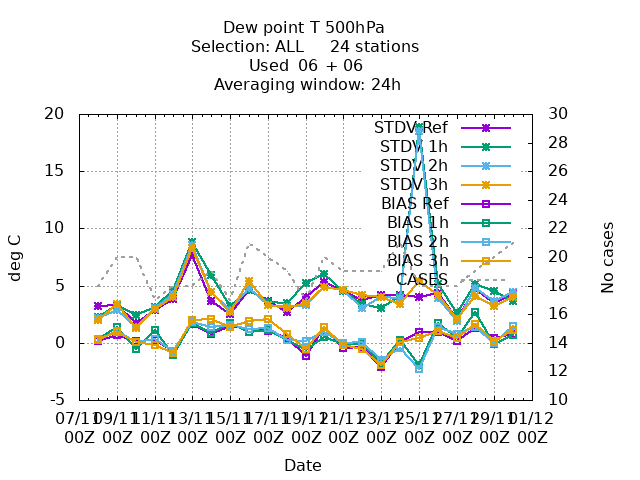 Dew point T 500hPa
Selection: ALL 24 stations
Used 06 + 06
Averaging window: 24h
20
15
10
5
0
-5
deg C
30
28
26
24
22
20
18
16
14
12
10
No cases
STDV Ref
STDV 1h
STDV 2h
STDV 3h
BIAS Ref
BIAS 1h
BIAS 2h
BIAS 3h
CASES
07/11 09/11 11/11 13/11 15/11 17/11 19/11 21/11 23/11 25/11 27/11 29/11 01/12
00Z 00Z 00Z 00Z 00Z 00Z 00Z 00Z 00Z 00Z 00Z 00Z 00Z
Date